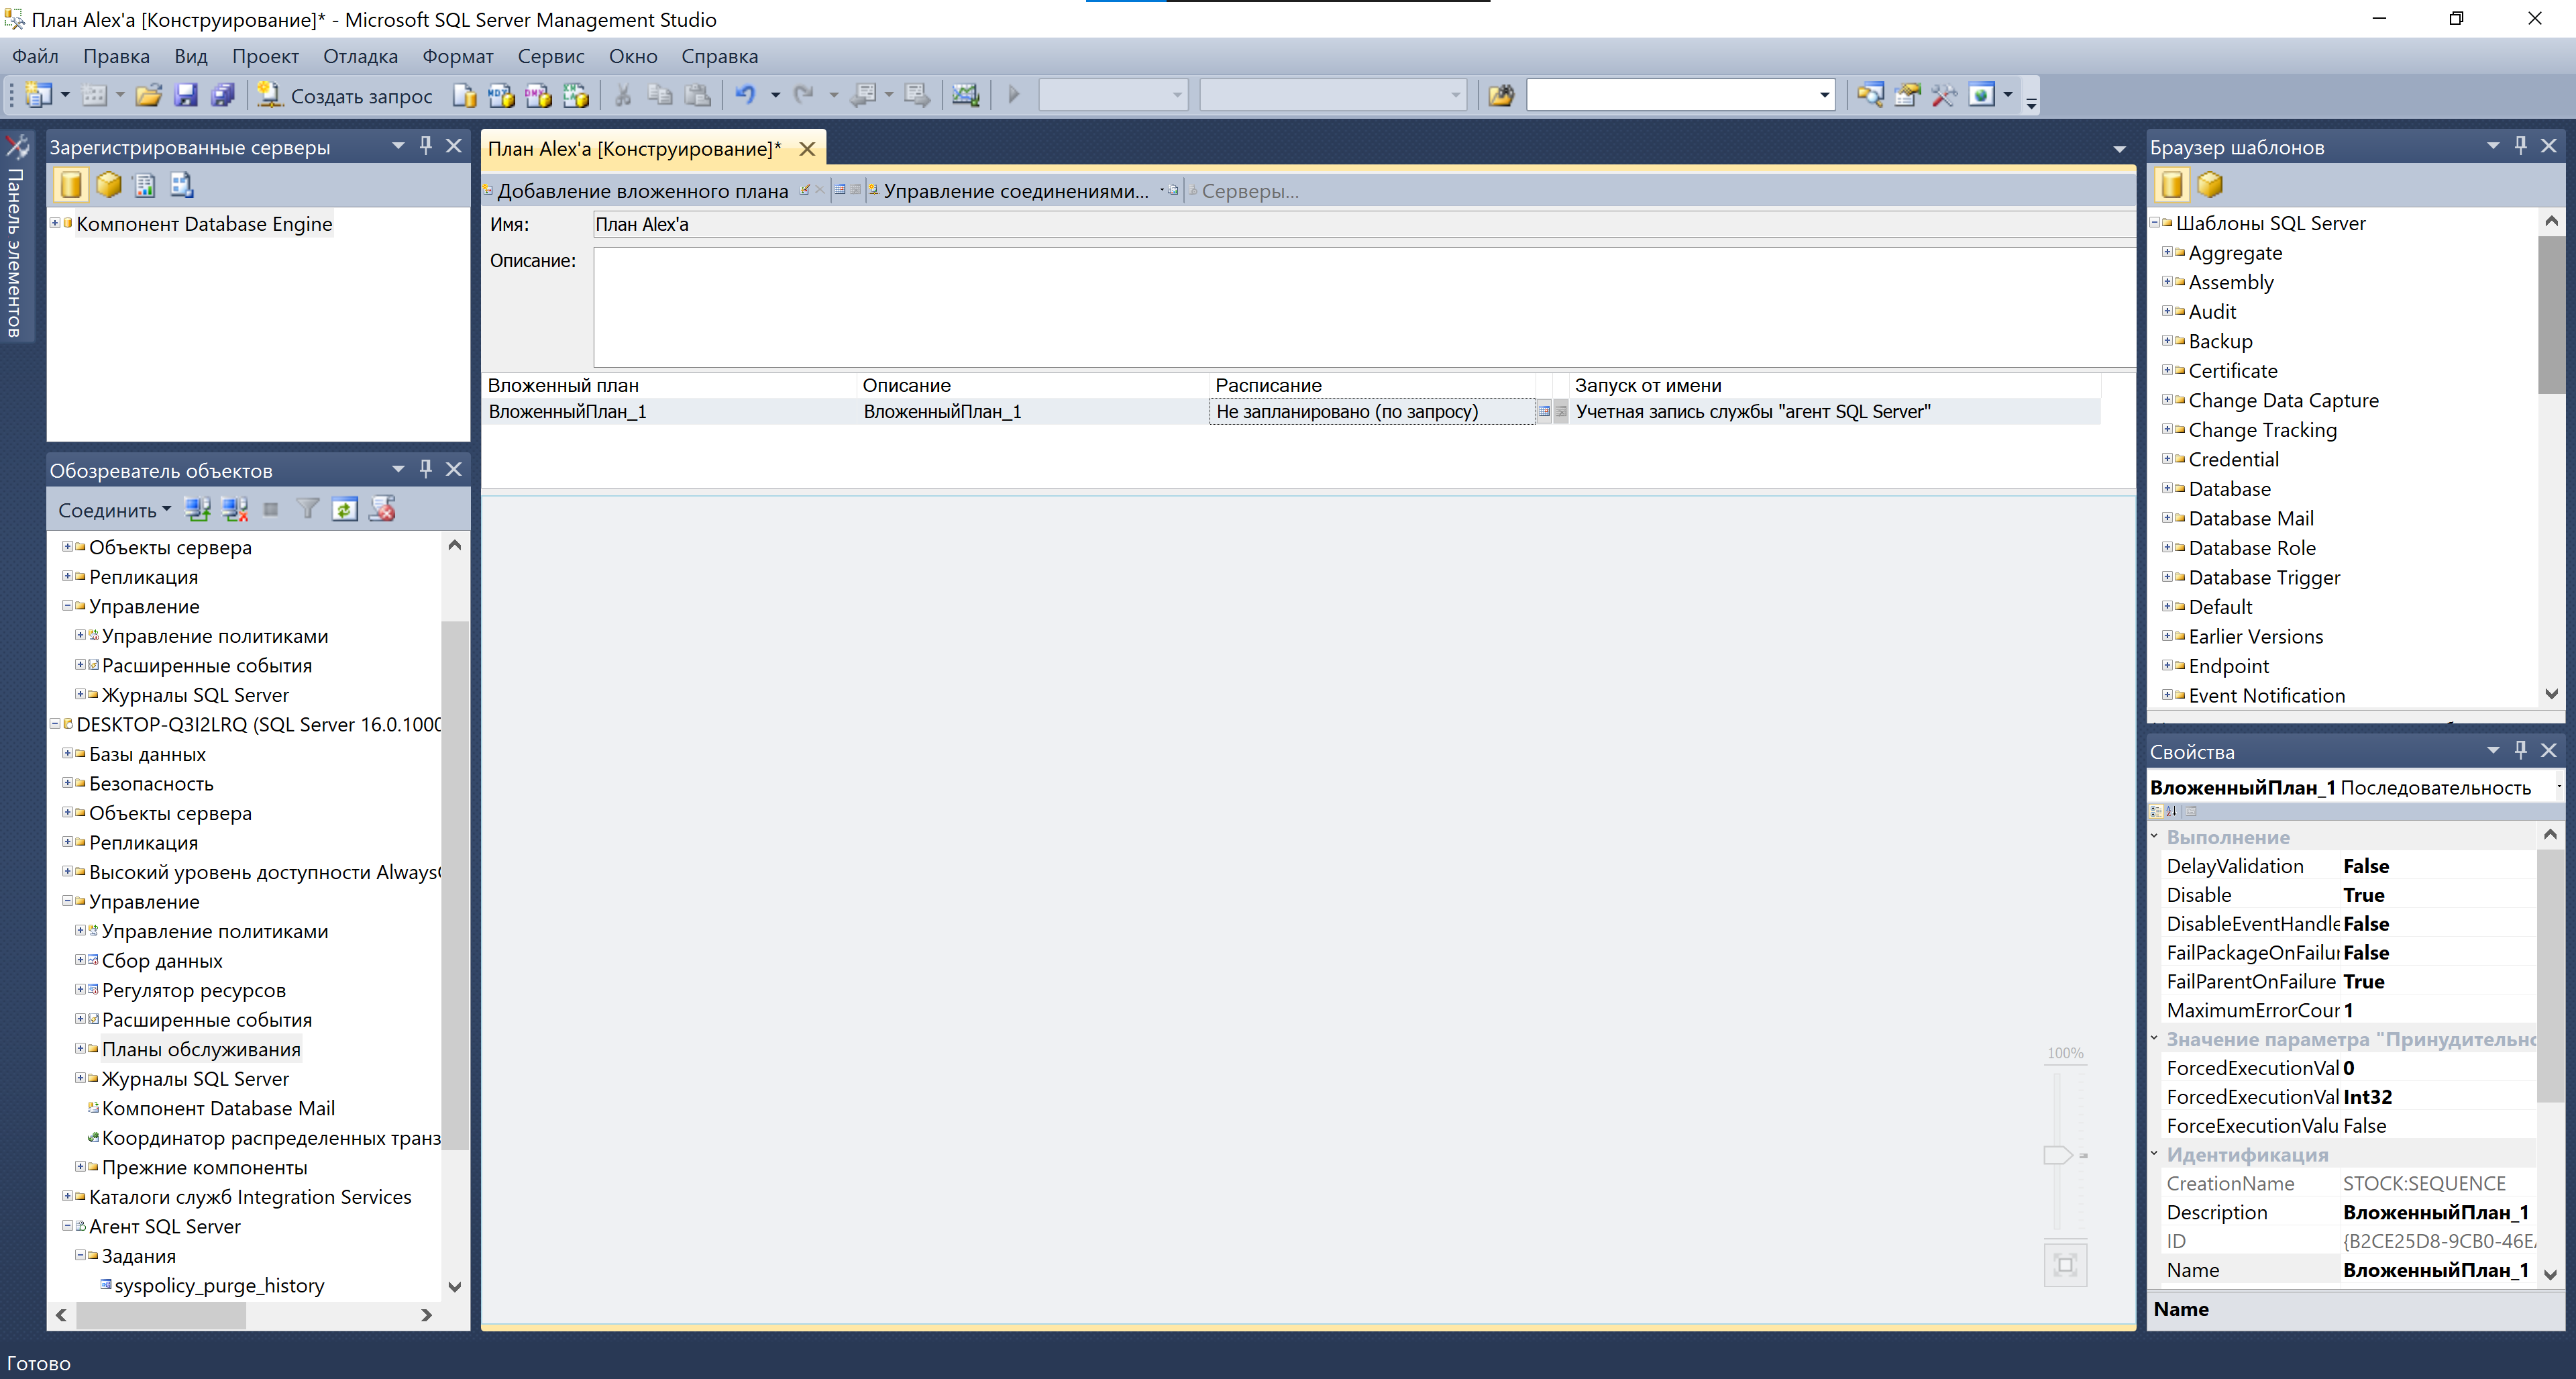 План Alex'а [Конструирование]* - Microsoft SQL Server Management Studio
Файл Правка Вид Проект Отладка Формат Сервис Окно Справка
Создать запрос
Панель элементов
Зарегистрированные серверы
Компонент Database Engine
Обозреватель объектов
Соединить
Объекты сервера
Репликация
Управление
Управление политиками
Расширенные события
Журналы SQL Server
DESKTOP-Q3I2LRQ (SQL Server 16.0.1000
Базы данных
Безопасность
Объекты сервера
Репликация
Высокий уровень доступности Always
Управление
Управление политиками
Сбор данных
Регулятор ресурсов
Расширенные события
Планы обслуживания
Журналы SQL Server
Компонент Database Mail
Координатор распределенных транз
Прежние компоненты
Каталоги служб Integration Services
Агент SQL Server
Задания
syspolicy_purge_history
План Alex'а [Конструирование]*
Добавление вложенного плана Управление соединениями... Серверы...
Имя: План Alex'а
Описание:
Вложенный план Описание Расписание Запуск от имени
ВложенныйПлан_1 ВложенныйПлан_1 Не запланировано (по запросу) Учетная запись службы "агент SQL Server"
100%
Браузер шаблонов
Шаблоны SQL Server
Aggregate
Assembly
Audit
Backup
Certificate
Change Data Capture
Change Tracking
Credential
Database
Database Mail
Database Role
Database Trigger
Default
Earlier Versions
Endpoint
Event Notification
Свойства
ВложенныйПлан_1 Последовательность
Выполнение
DelayValidation False
Disable True
DisableEventHandle False
FailPackageOnFailur False
FailParentOnFailure True
MaximumErrorCour 1
Значение параметра "Принудительно
ForcedExecutionVal 0
ForcedExecutionVal Int32
ForceExecutionValu False
Идентификация
CreationName STOCK:SEQUENCE
Description ВложенныйПлан_1
ID {B2CE25D8-9CB0-46E
Name ВложенныйПлан_1
Name
Готово